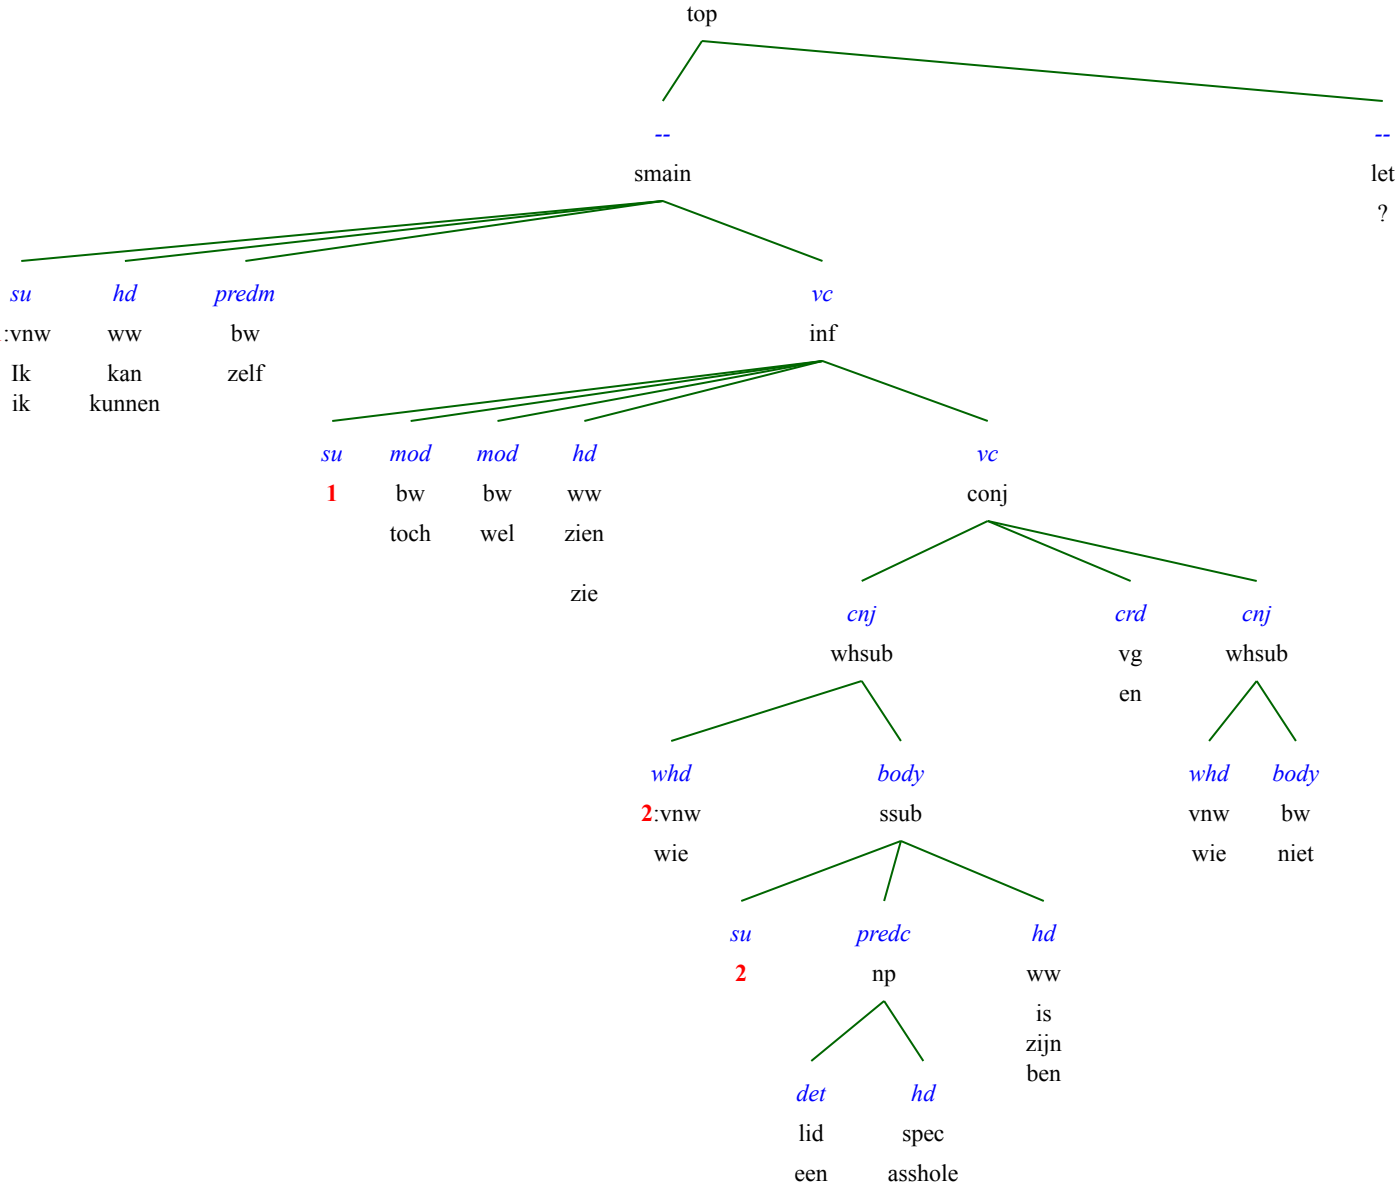 top
-- --
smain let
?
su hd predm vc
:vnw ww bw inf
Ik kan zelf
ik kunnen
su mod mod hd vc
1 bw bw ww conj
toch wel zien
zie
cnj crd cnj
whsub vg whsub
en
whd body whd body
2:vnw ssub vnw bw
wie wie niet
su predc hd
2 np ww
is
zijn
ben
det hd
lid spec
een asshole